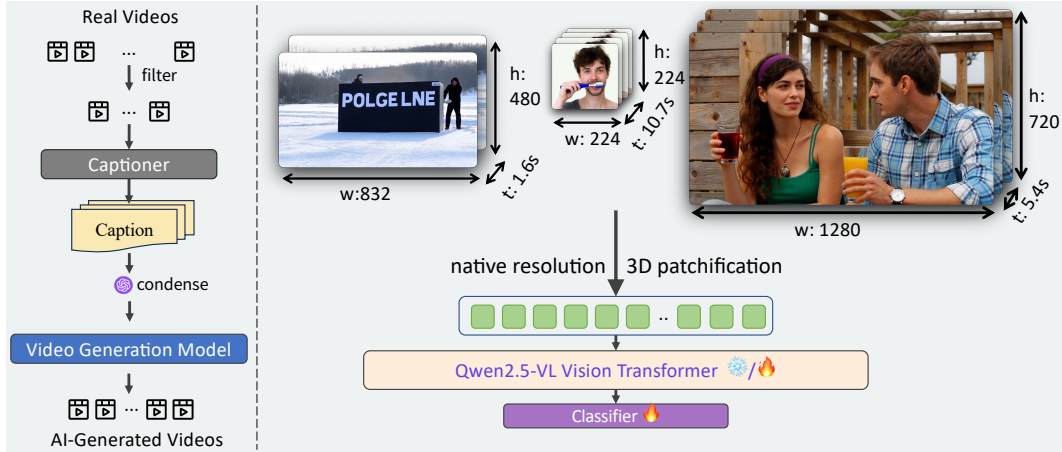 Real Videos
...
filter
...
Captioner
Caption
condense
Video Generation Model
...
AI-Generated Videos
POLGE LNE
h:
480
w:832
t: 1.6s
h:
224
w: 224
t: 10.7s
h:
720
w: 1280
t: 5.4s
native resolution
3D patchification
..
Qwen2.5-VL Vision Transformer
/
Classifier